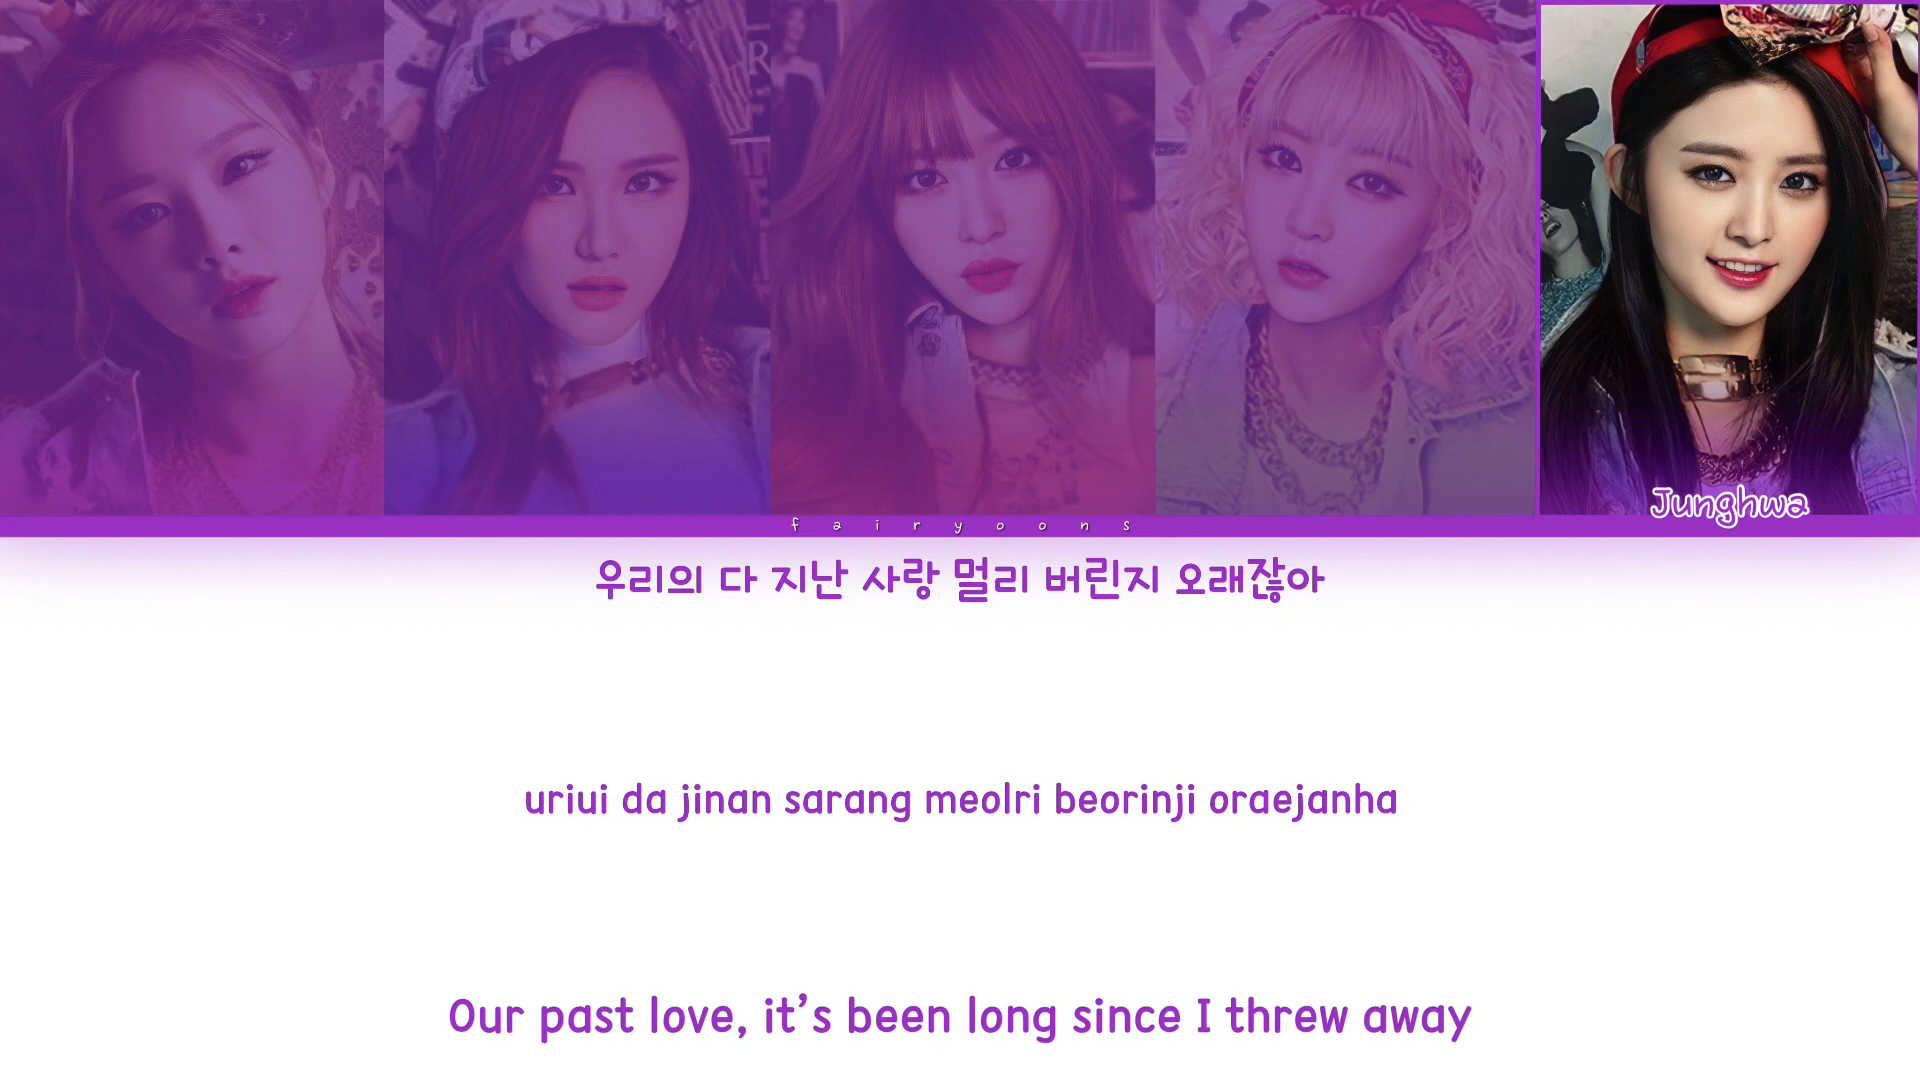 Junghwa
fairyoons
우리의 다 지난 사랑 멀리 버린지 오래잖아
uriui da jinan sarang meolri beorinji oraejanha
Our past love, it's been long since I threw away